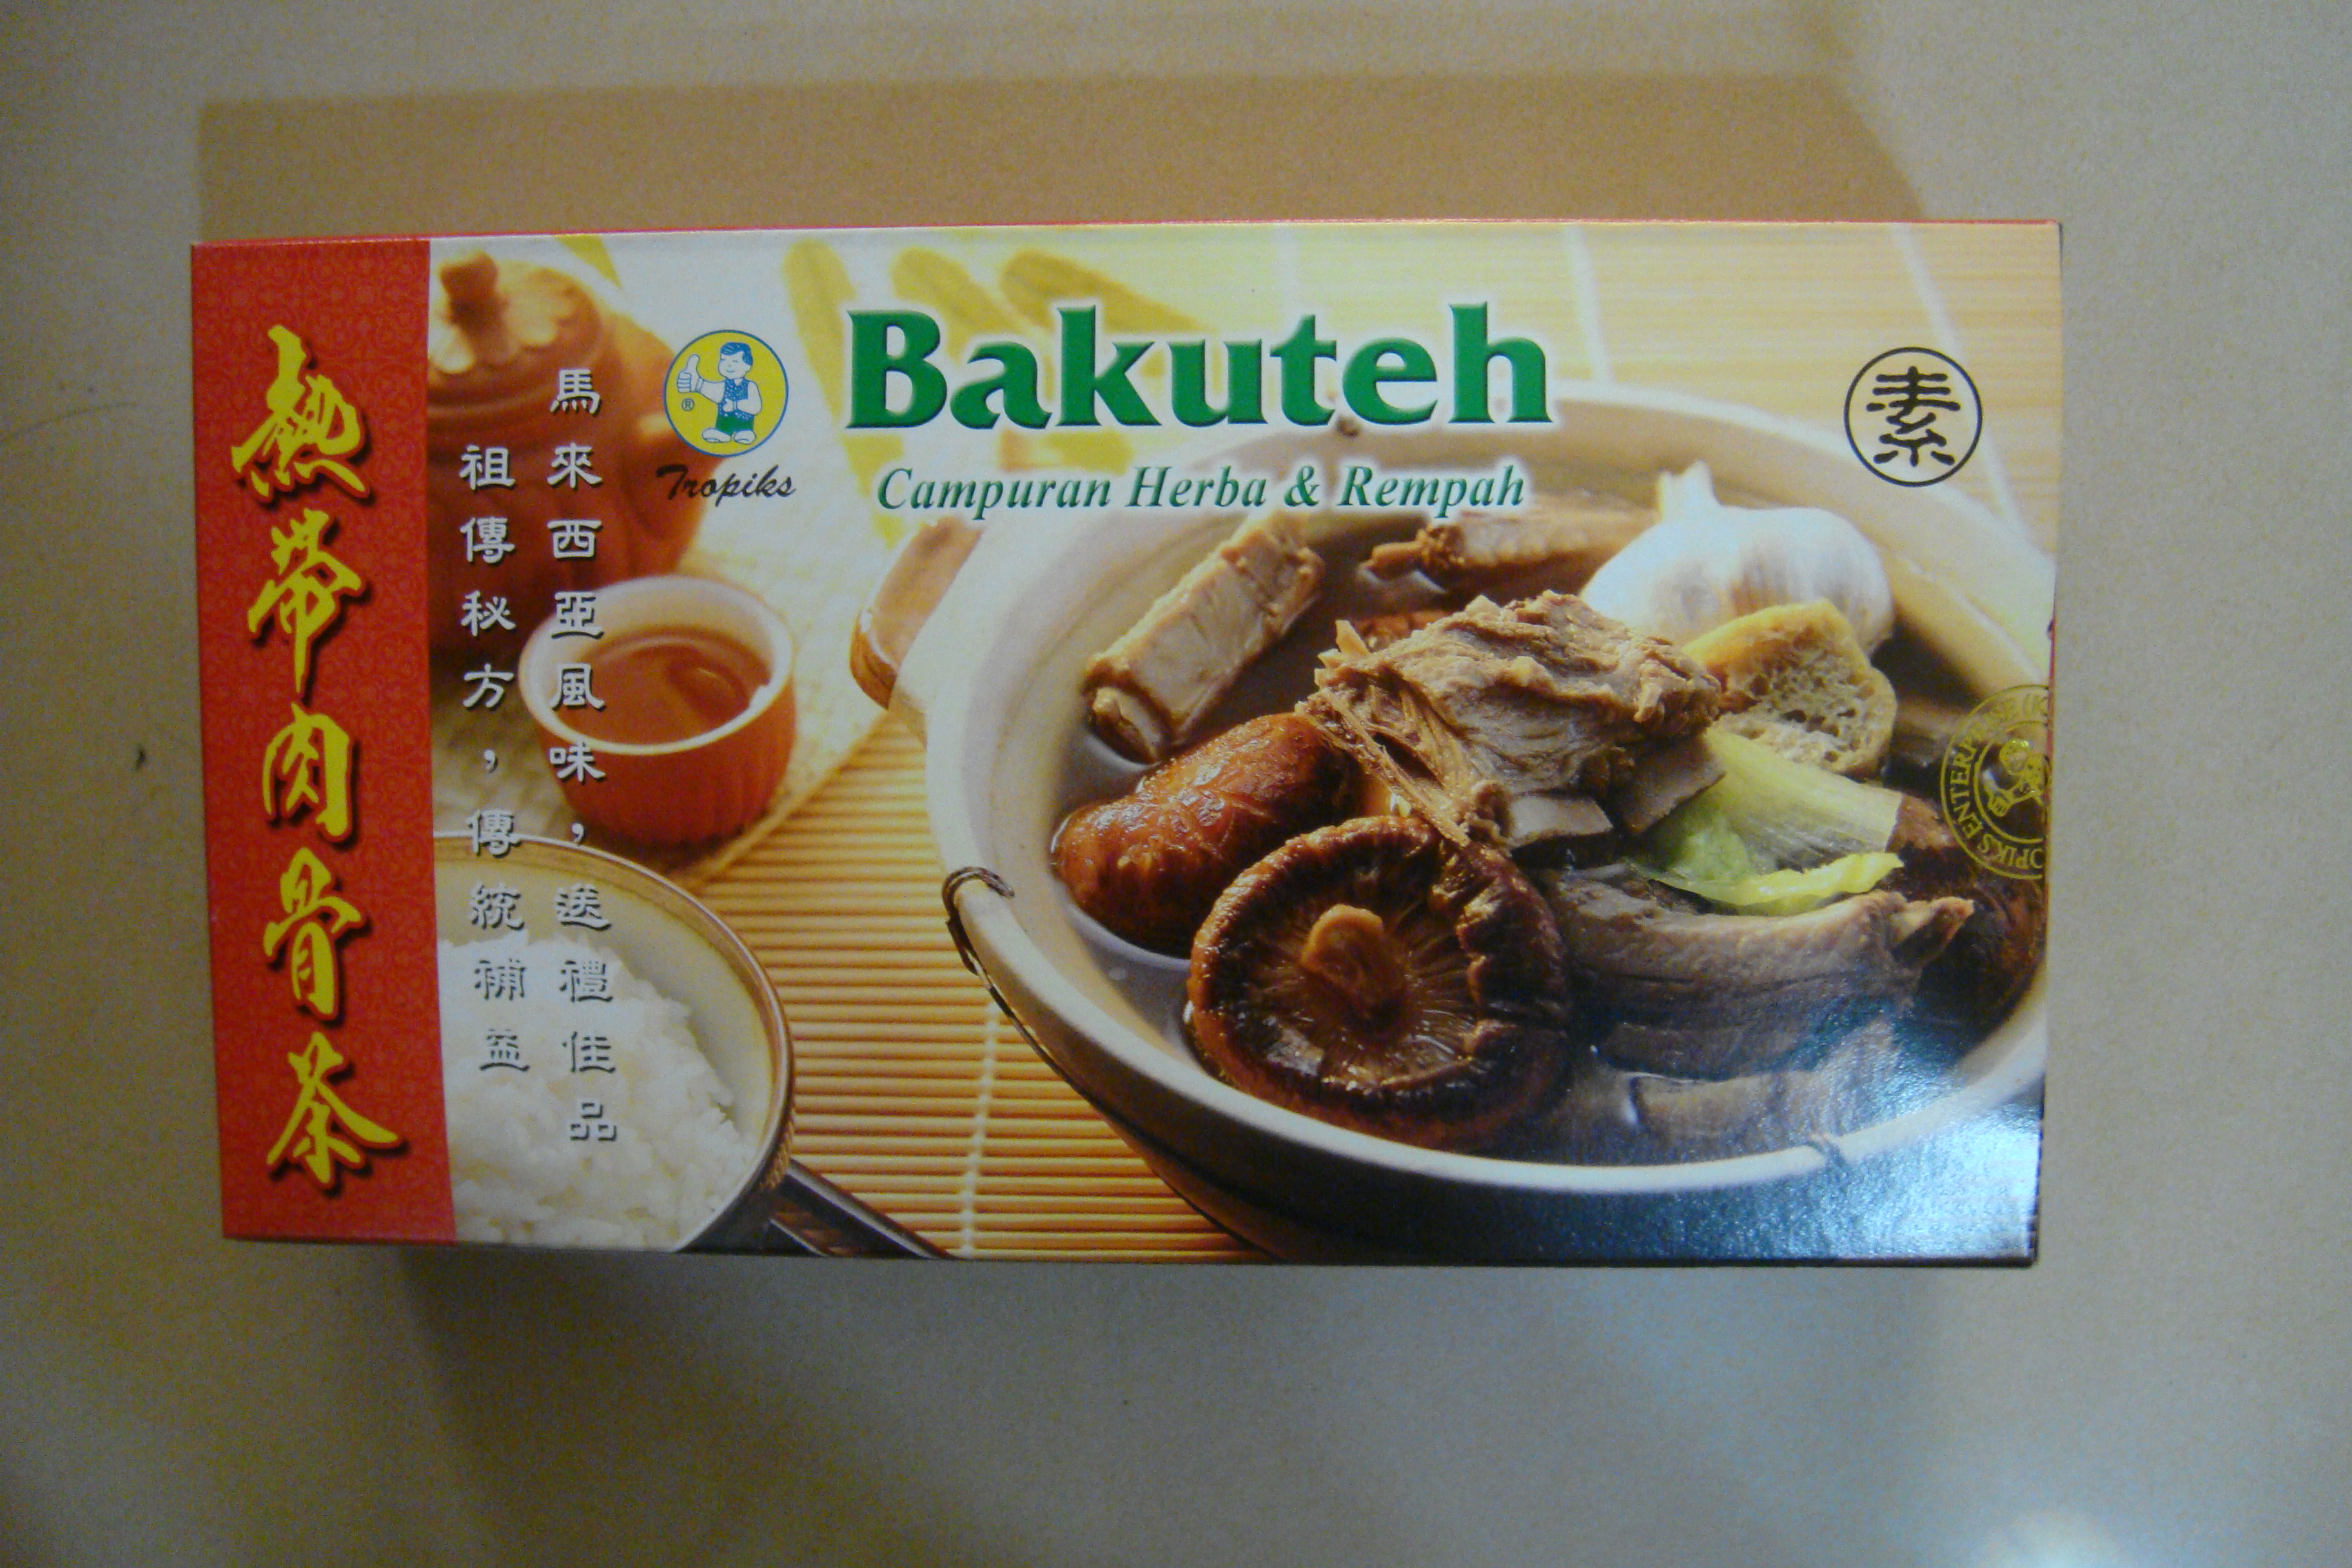 熱帶肉骨茶
馬來西亞風味，送禮佳品
祖傳秘方，傳統補益
®
Tropiks
Bakuteh
Campuran Herba & Rempah
素